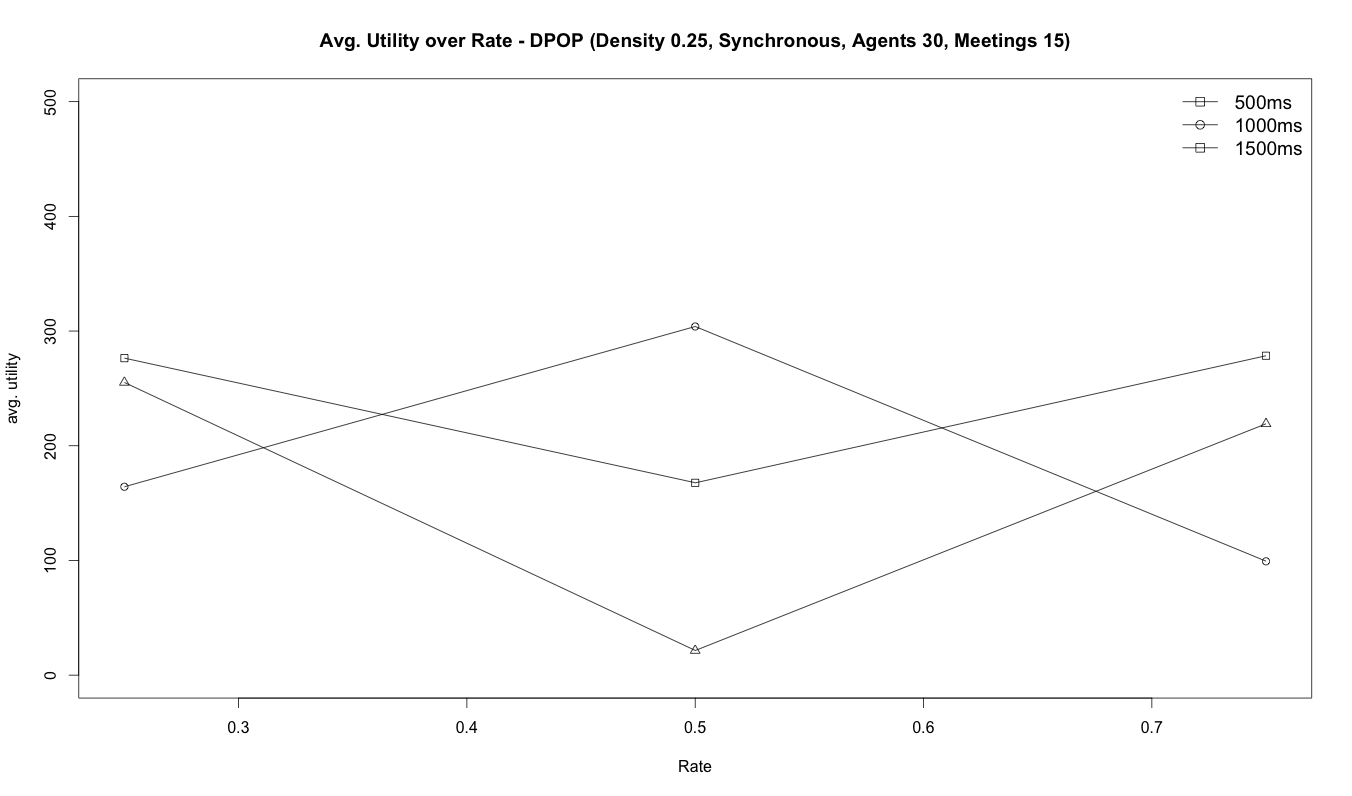 Avg. Utility over Rate - DPOP (Density 0.25, Synchronous, Agents 30, Meetings 15)
500ms
1000ms
1500ms
500
400
300
200
100
0
avg. utility
0.3 0.4 0.5 0.6 0.7
Rate